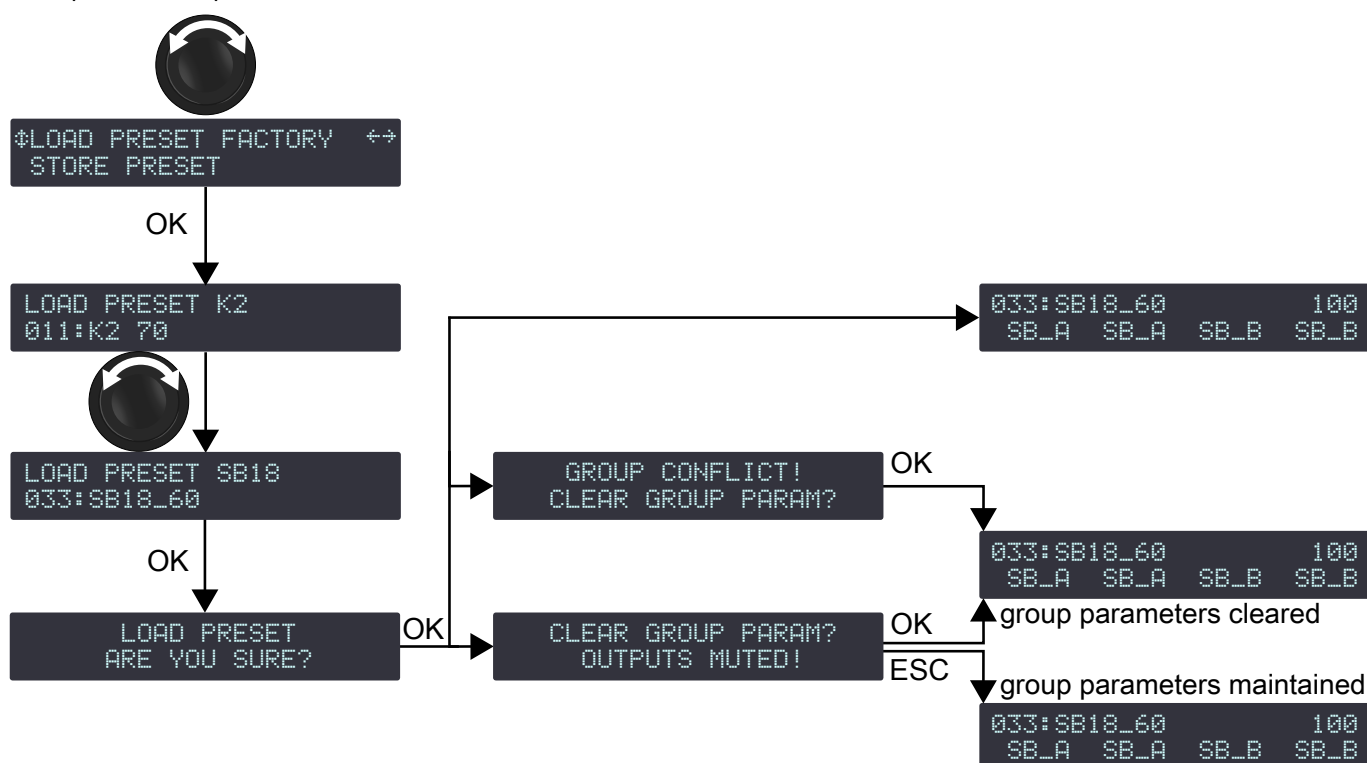 LOAD PRESET FACTORY ↔
STORE PRESET
OK
LOAD PRESET K2
011:K2 70
LOAD PRESET SB18
033:SB18_60
OK
LOAD PRESET
ARE YOU SURE?
OK
033:SB18_60 100
SB_A SB_A SB_B SB_B
GROUP CONFLICT!
CLEAR GROUP PARAM?
OK
033:SB18_60 100
SB_A SB_A SB_B SB_B
group parameters cleared
CLEAR GROUP PARAM?
OUTPUTS MUTED!
OK
ESC
group parameters maintained
033:SB18_60 100
SB_A SB_A SB_B SB_B